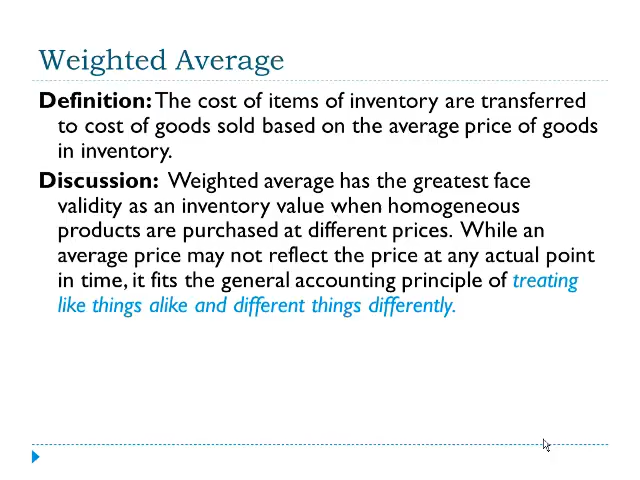 Weighted Average
Definition: The cost of items of inventory are transferred
to cost of goods sold based on the average price of goods
in inventory.
Discussion: Weighted average has the greatest face
validity as an inventory value when homogeneous
products are purchased at different prices. While an
average price may not reflect the price at any actual point
in time, it fits the general accounting principle of treating
like things alike and different things differently.